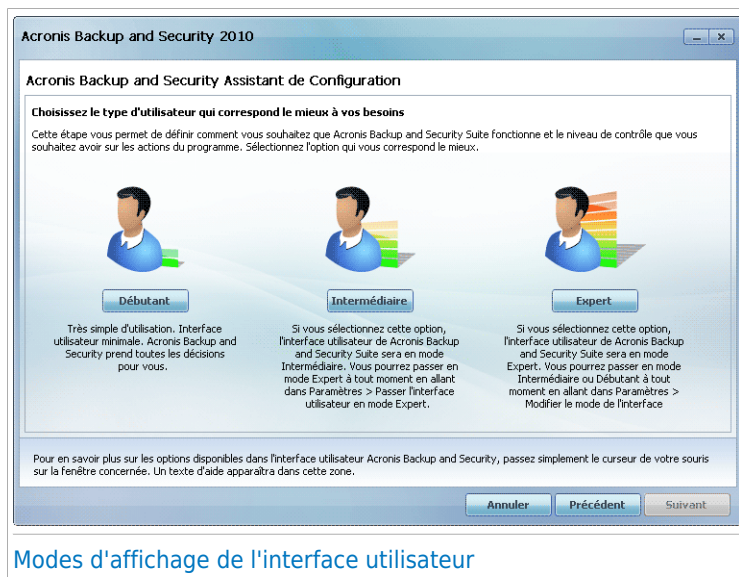 Acronis Backup and Security 2010
Acronis Backup and Security Assistant de Configuration
Choisissez le type d'utilisateur qui correspond le mieux à vos besoins
Cette étape vous permet de définir comment vous souhaitez que Acronis Backup and Security Suite fonctionne et le niveau de contrôle que vous
souhaitez avoir sur les actions du programme. Sélectionnez l'option qui vous correspond le mieux.
Débutant
Très simple d'utilisation. Interface
utilisateur minimale. Acronis Backup and
Security prend toutes les décisions
pour vous.
Intermédiaire
Si vous sélectionnez cette option,
l'interface utilisateur de Acronis Backup
and Security Suite sera en mode
Intermédiaire. Vous pourrez passer en
mode Expert à tout moment en allant
dans Paramètres > Passer l'interface
utilisateur en mode Expert.
Expert
Si vous sélectionnez cette option,
l'interface utilisateur de Acronis Backup
and Security Suite sera en mode
Expert. Vous pourrez passer en mode
Intermédiaire ou Débutant à tout
moment en allant dans Paramètres >
Modifier le mode de l'interface
Pour en savoir plus sur les options disponibles dans l'interface utilisateur Acronis Backup and Security, passez simplement le curseur de votre souris
sur la fenêtre concernée. Un texte d'aide apparaîtra dans cette zone.
Annuler
Précédent
Suivant
Modes d'affichage de l'interface utilisateur